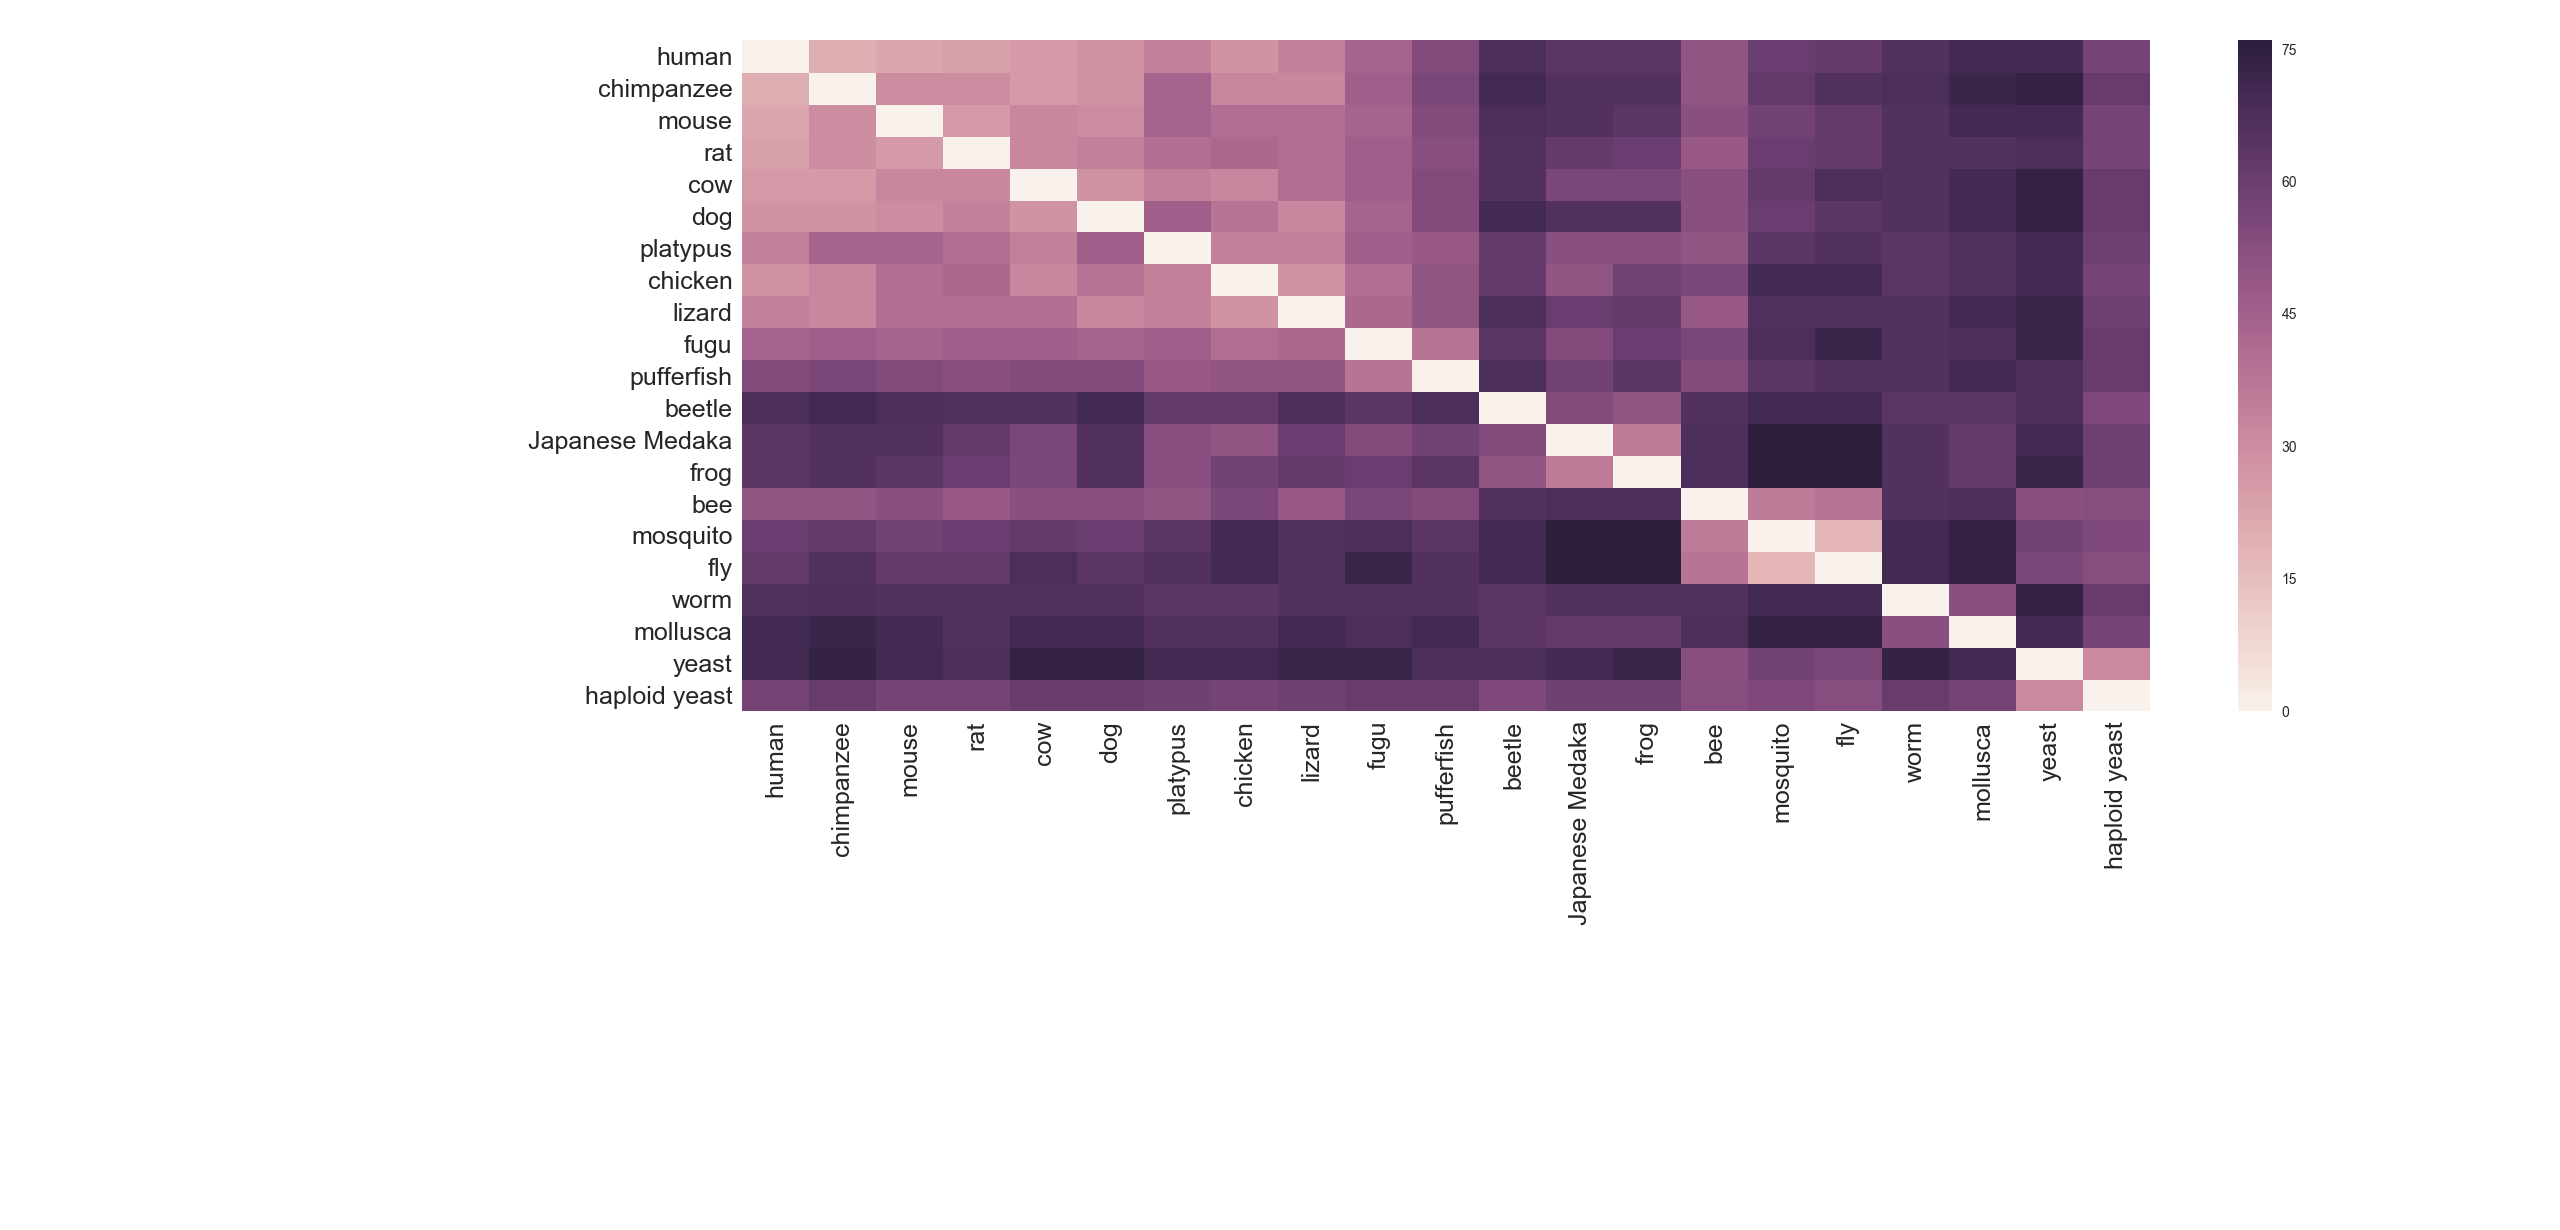 human
chimpanzee
mouse
rat
cow
dog
platypus
chicken
lizard
fugu
pufferfish
beetle
Japanese Medaka
frog
bee
mosquito
fly
worm
mollusca
yeast
haploid yeast
human
chimpanzee
mouse
rat
cow
dog
platypus
chicken
lizard
fugu
pufferfish
beetle
Japanese Medaka
frog
bee
mosquito
fly
worm
mollusca
yeast
haploid yeast
75
60
45
30
15
0